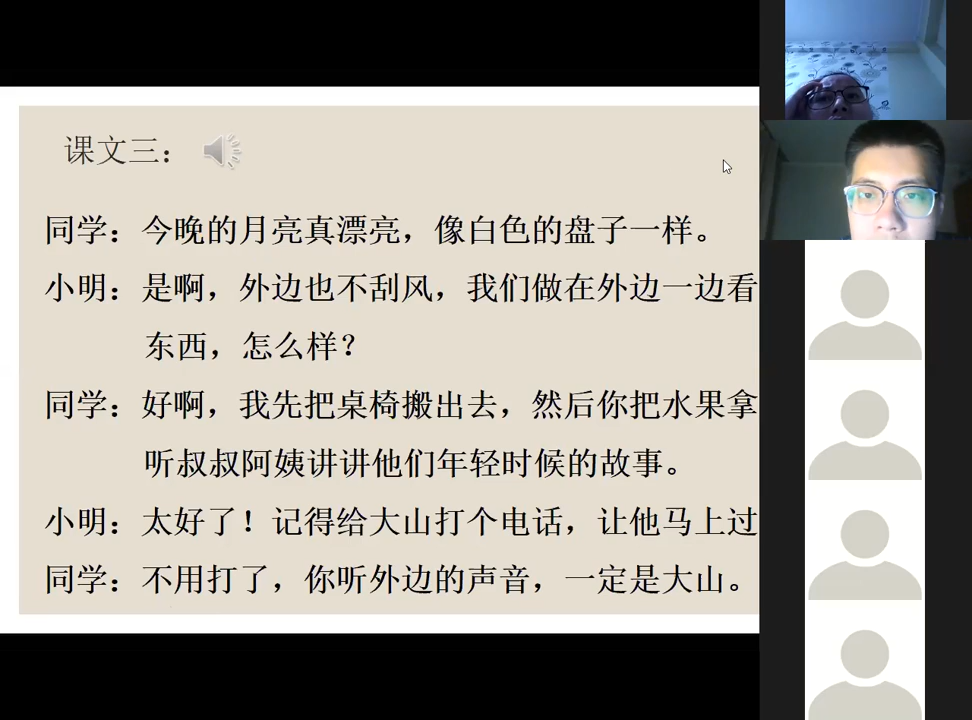 课文三：
同学：今晚的月亮真漂亮，像白色的盘子一样。
小明：是啊，外边也不刮风，我们做在外边一边看
东西，怎么样？
同学：好啊，我先把桌椅搬出去，然后你把水果拿
听叔叔阿姨讲讲他们年轻时候的故事。
小明：太好了！记得给大山打个电话，让他马上过
同学：不用打了，你听外边的声音，一定是大山。